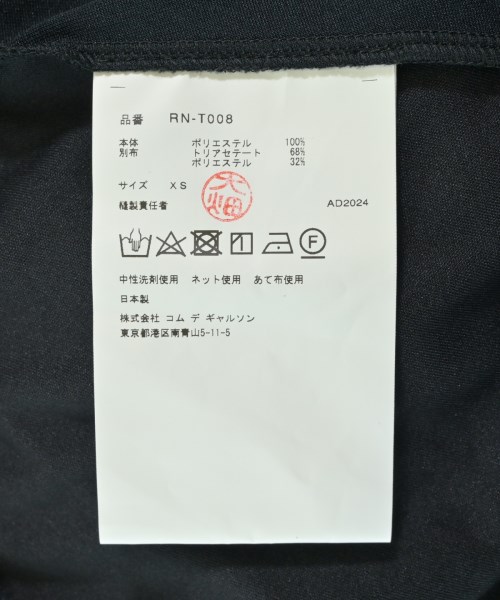 品番 RN-T008
本体 ポリエステル 100%
別布 トリアセテート 68%
ポリエステル 32%
サイズ XS
大畑
縫製責任者 AD2024
中性洗剤使用 ネット使用 あて布使用
日本製
株式会社 コム デ ギャルソン
東京都港区南青山5-11-5